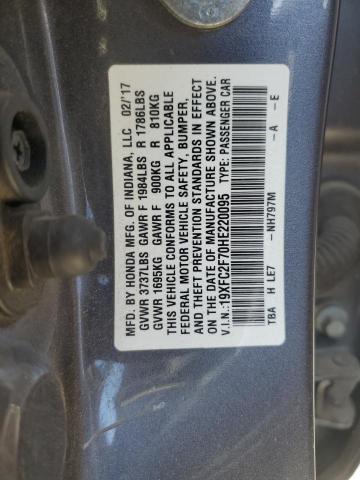 MFD. BY HONDA MFG. OF INDIANA, LLC 02/'17
GVWR 3737LBS GAWR F 1984LBS R 1786LBS
GVWR 1695KG GAWR F 900KG R 810KG
THIS VEHICLE CONFORMS TO ALL APPLICABLE
FEDERAL MOTOR VEHICLE SAFETY, BUMPER,
AND THEFT PREVENTION STANDARDS IN EFFECT
ON THE DATE OF MANUFACTURE SHOWN ABOVE.
V.I.N.:19XFC2F70HE220095 TYPE: PASSENGER CAR
TBA H LE7 -NH797M -A -E